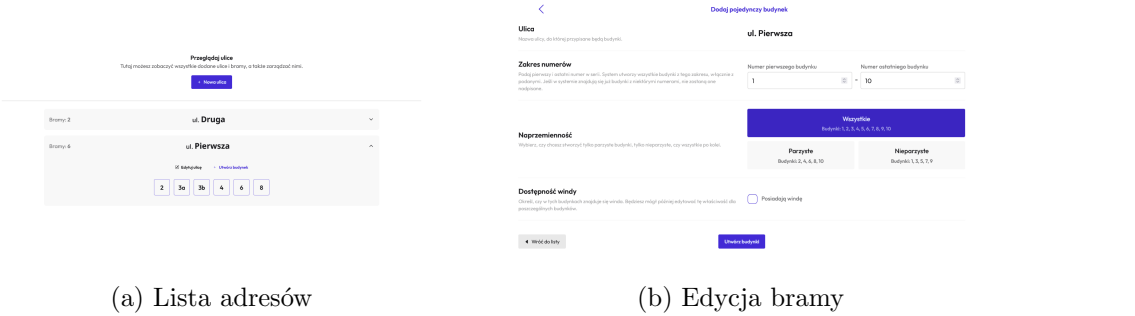 Przeglądaj ulice
Tutaj możesz zobaczyć wszystkie dodane ulice i bramy, a także zarządzać nimi.
+ Nowa ulica
Bramy: 2
ul. Druga
Bramy: 6
ul. Pierwsza
Edytuj ulicę
+ Utwórz budynek
2 3a 3b 4 6 8
(a) Lista adresów
Dodaj pojedynczy budynek
Ulica
Nazwa ulicy, do której przypisane będą budynki.
ul. Pierwsza
Zakres numerów
Podaj pierwszy i ostatni numer w serii. System utworzy wszystkie budynki z tego zakresu, włącznie z
podanymi. Jeśli w systemie znajdują się już budynki z niektórymi numerami, nie zostaną one
nadpisane.
Numer pierwszego budynku
Numer ostatniego budynku
1 - 10
Naprzemienność
Wybierz, czy chcesz stworzyć tylko parzyste budynki, tylko nieparzyste, czy wszystkie po kolei.
Wszystkie
Budynki: 1, 2, 3, 4, 5, 6, 7, 8, 9, 10
Parzyste
Budynki: 2, 4, 6, 8, 10
Nieparzyste
Budynki: 1, 3, 5, 7, 9
Dostępność windy
Określ, czy w tych budynkach znajduje się winda. Będziesz mógł później edytować tę właściwość dla
poszczególnych budynków.
Posiadają windę
Wróć do listy
Utwórz budynki
(b) Edycja bramy